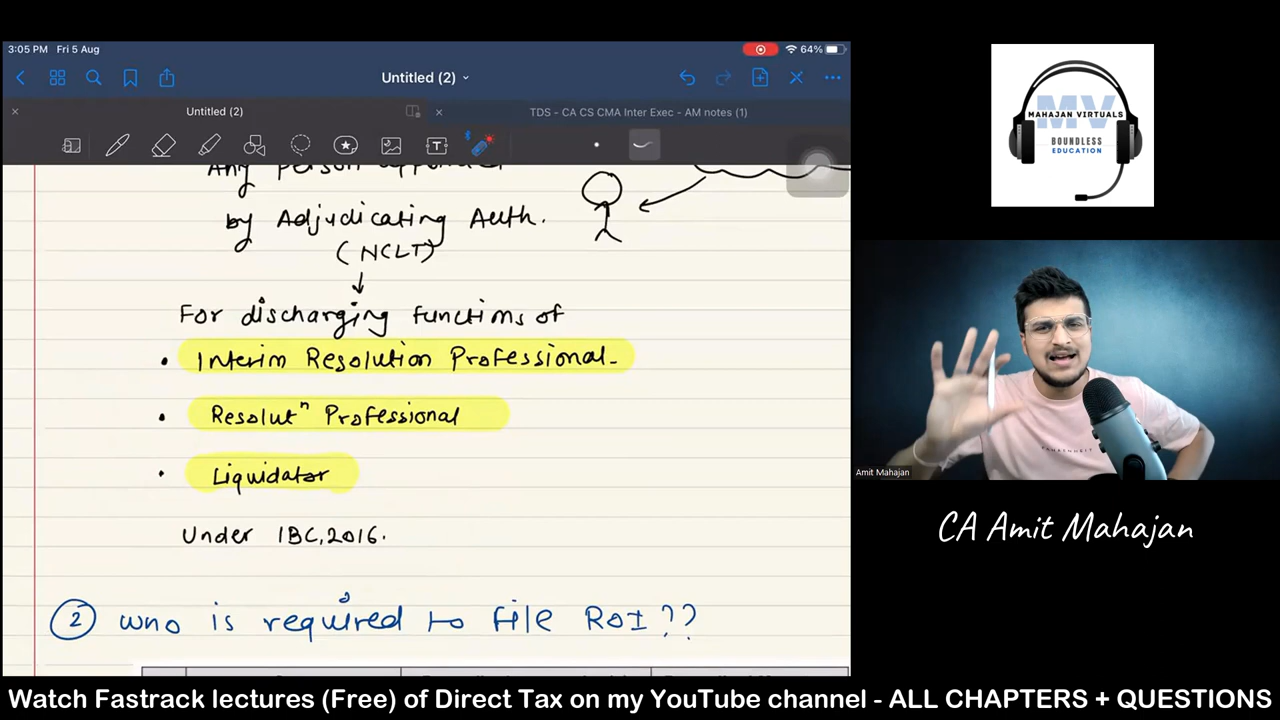 3:05 PM Fri 5 Aug
64%
Untitled (2)
Untitled (2)
TDS - CA CS CMA Inter Exec - AM notes (1)
Any person
by Adjudicating Auth.
(NCLT)
For discharging functions of
• Interim Resolution Professional
• Resolutⁿ Professional
• Liquidator
Under IBC, 2016.
② Who is required to file ROI??
MV
MAHAJAN VIRTUALS
BOUNDLESS
EDUCATION
Amit Mahajan
CA Amit Mahajan
Watch Fastrack lectures (Free) of Direct Tax on my YouTube channel - ALL CHAPTERS + QUESTIONS